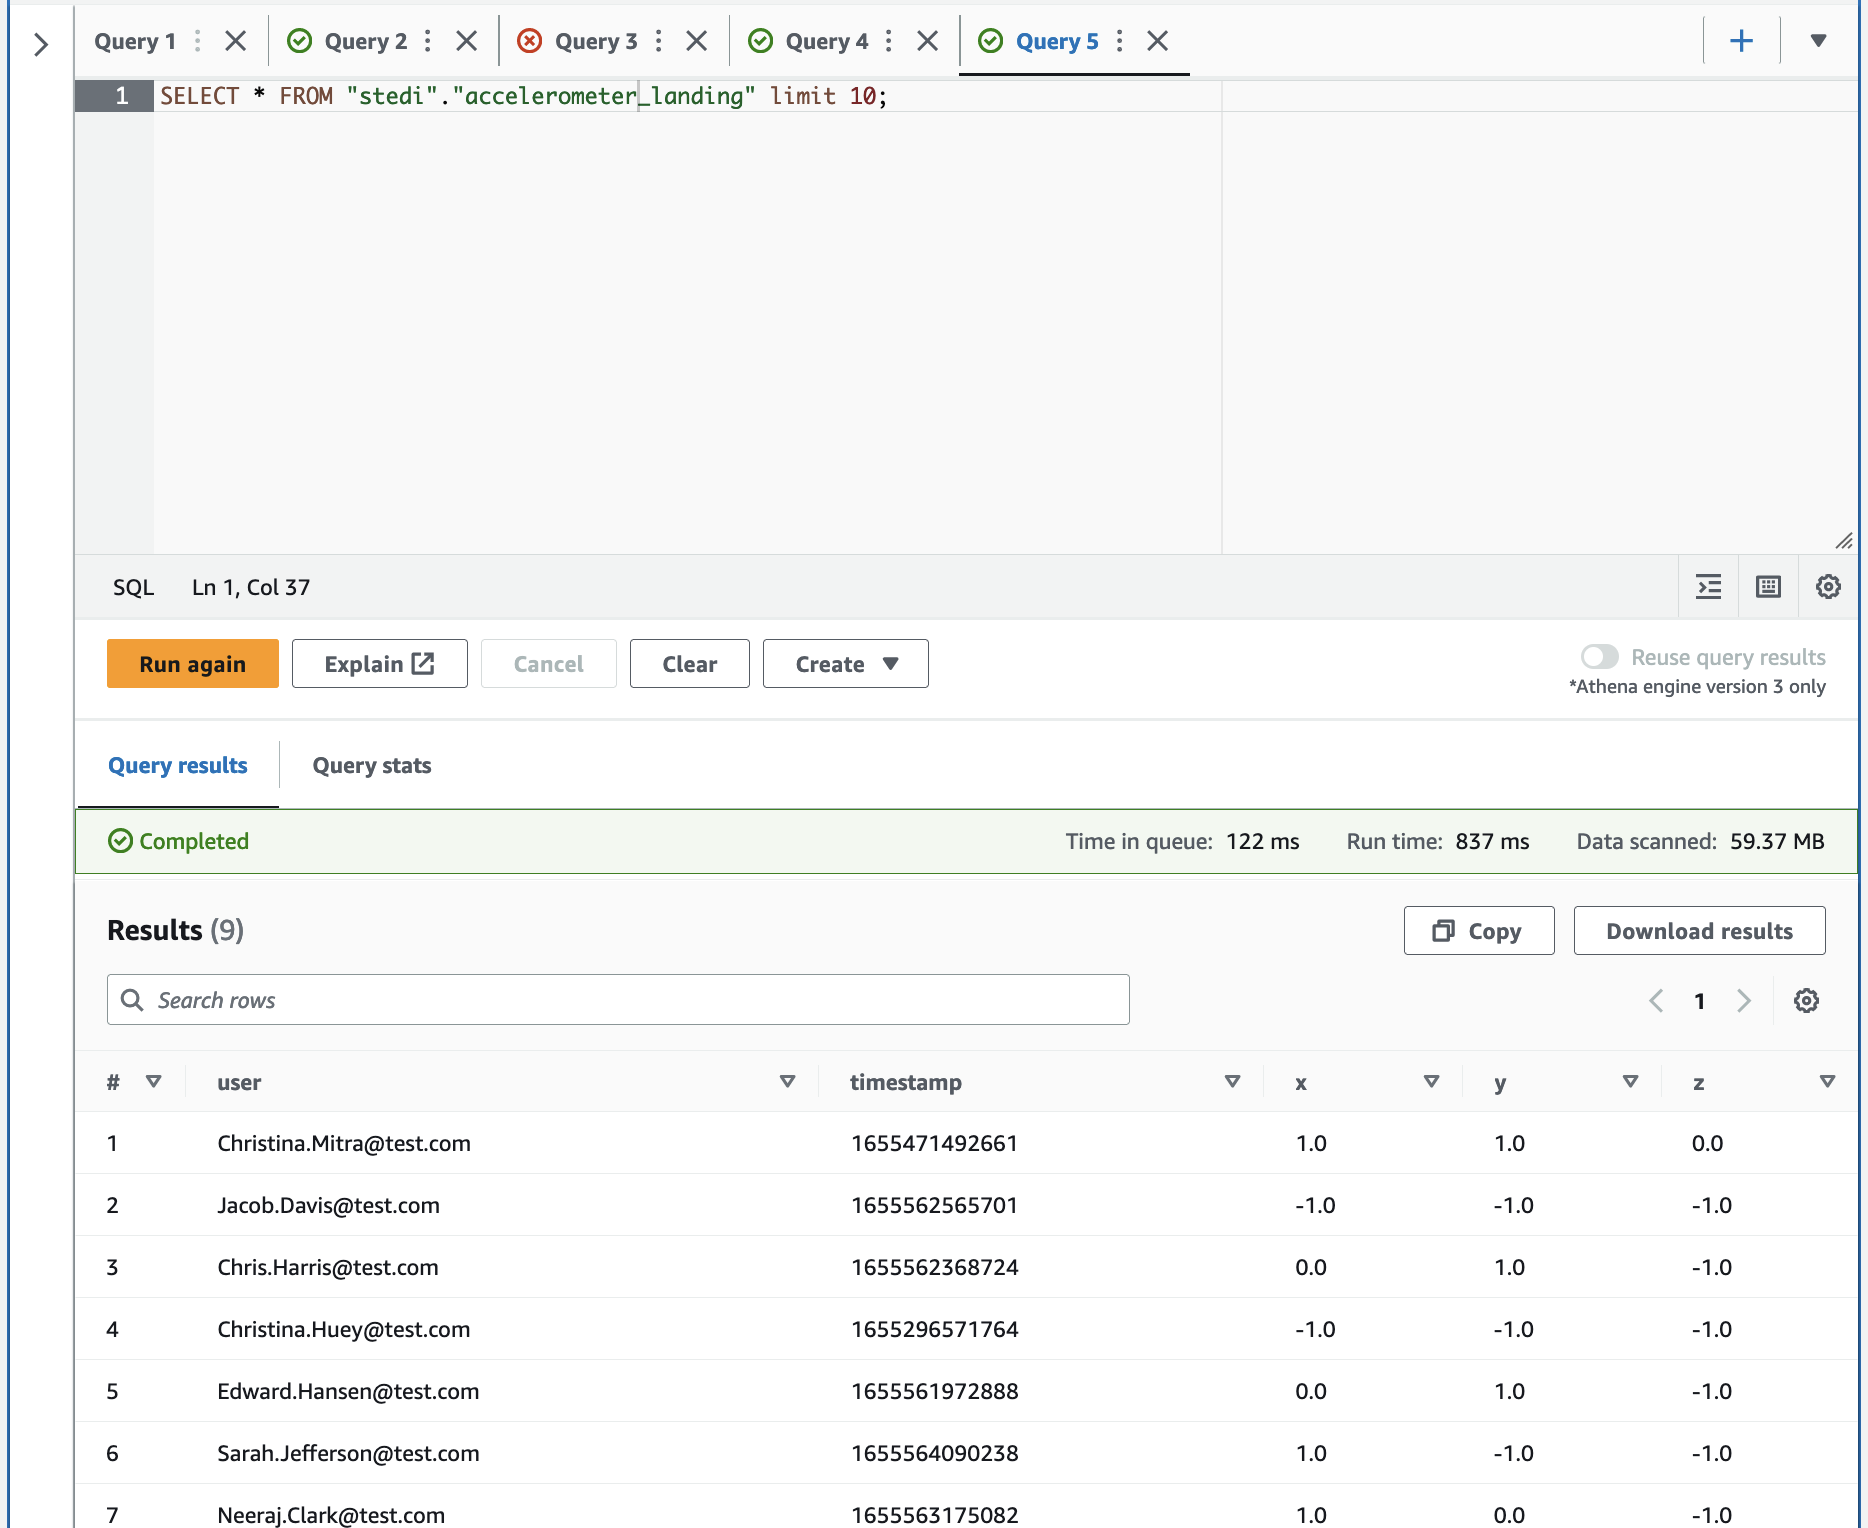 Query 1 Query 2 Query 3 Query 4 Query 5
1 SELECT * FROM "stedi"."accelerometer_landing" limit 10;
SQL Ln 1, Col 37
Run again Explain Cancel Clear Create Reuse query results
*Athena engine version 3 only
Query results Query stats
Completed Time in queue: 122 ms Run time: 837 ms Data scanned: 59.37 MB
Results (9) Copy Download results
Search rows 1
# user timestamp x y z
1 Christina.Mitra@test.com 1655471492661 1.0 1.0 0.0
2 Jacob.Davis@test.com 1655562565701 -1.0 -1.0 -1.0
3 Chris.Harris@test.com 1655562368724 0.0 1.0 -1.0
4 Christina.Huey@test.com 1655296571764 -1.0 -1.0 -1.0
5 Edward.Hansen@test.com 1655561972888 0.0 1.0 -1.0
6 Sarah.Jefferson@test.com 1655564090238 1.0 -1.0 -1.0
7 Neeraj.Clark@test.com 1655563175082 1.0 0.0 -1.0